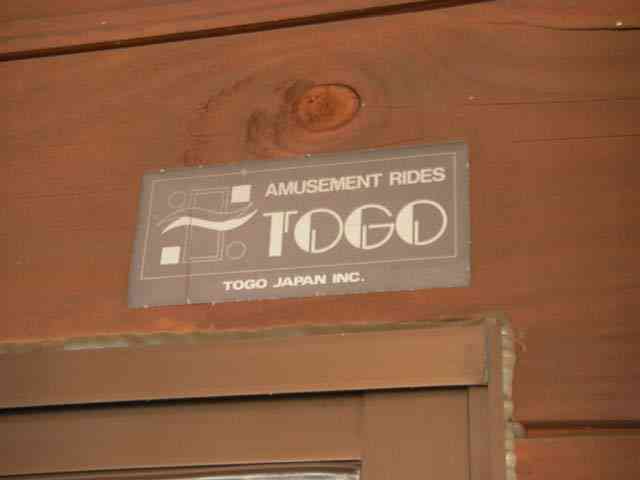 AMUSEMENT RIDES
TOGO
TOGO JAPAN INC.